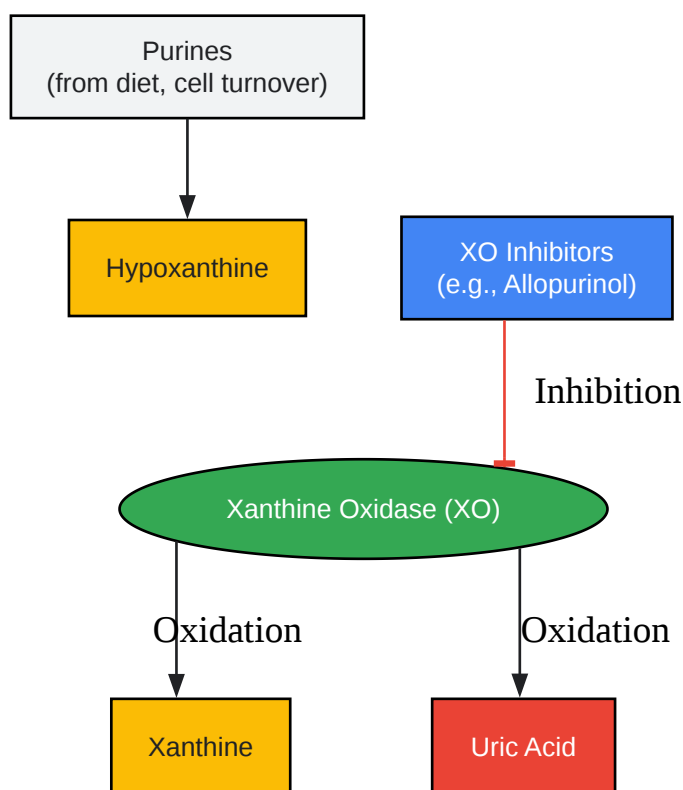 Purines
(from diet, cell turnover)
Hypoxanthine
XO Inhibitors
(e.g., Allopurinol)
Inhibition
Xanthine Oxidase (XO)
Oxidation
Oxidation
Xanthine
Uric Acid